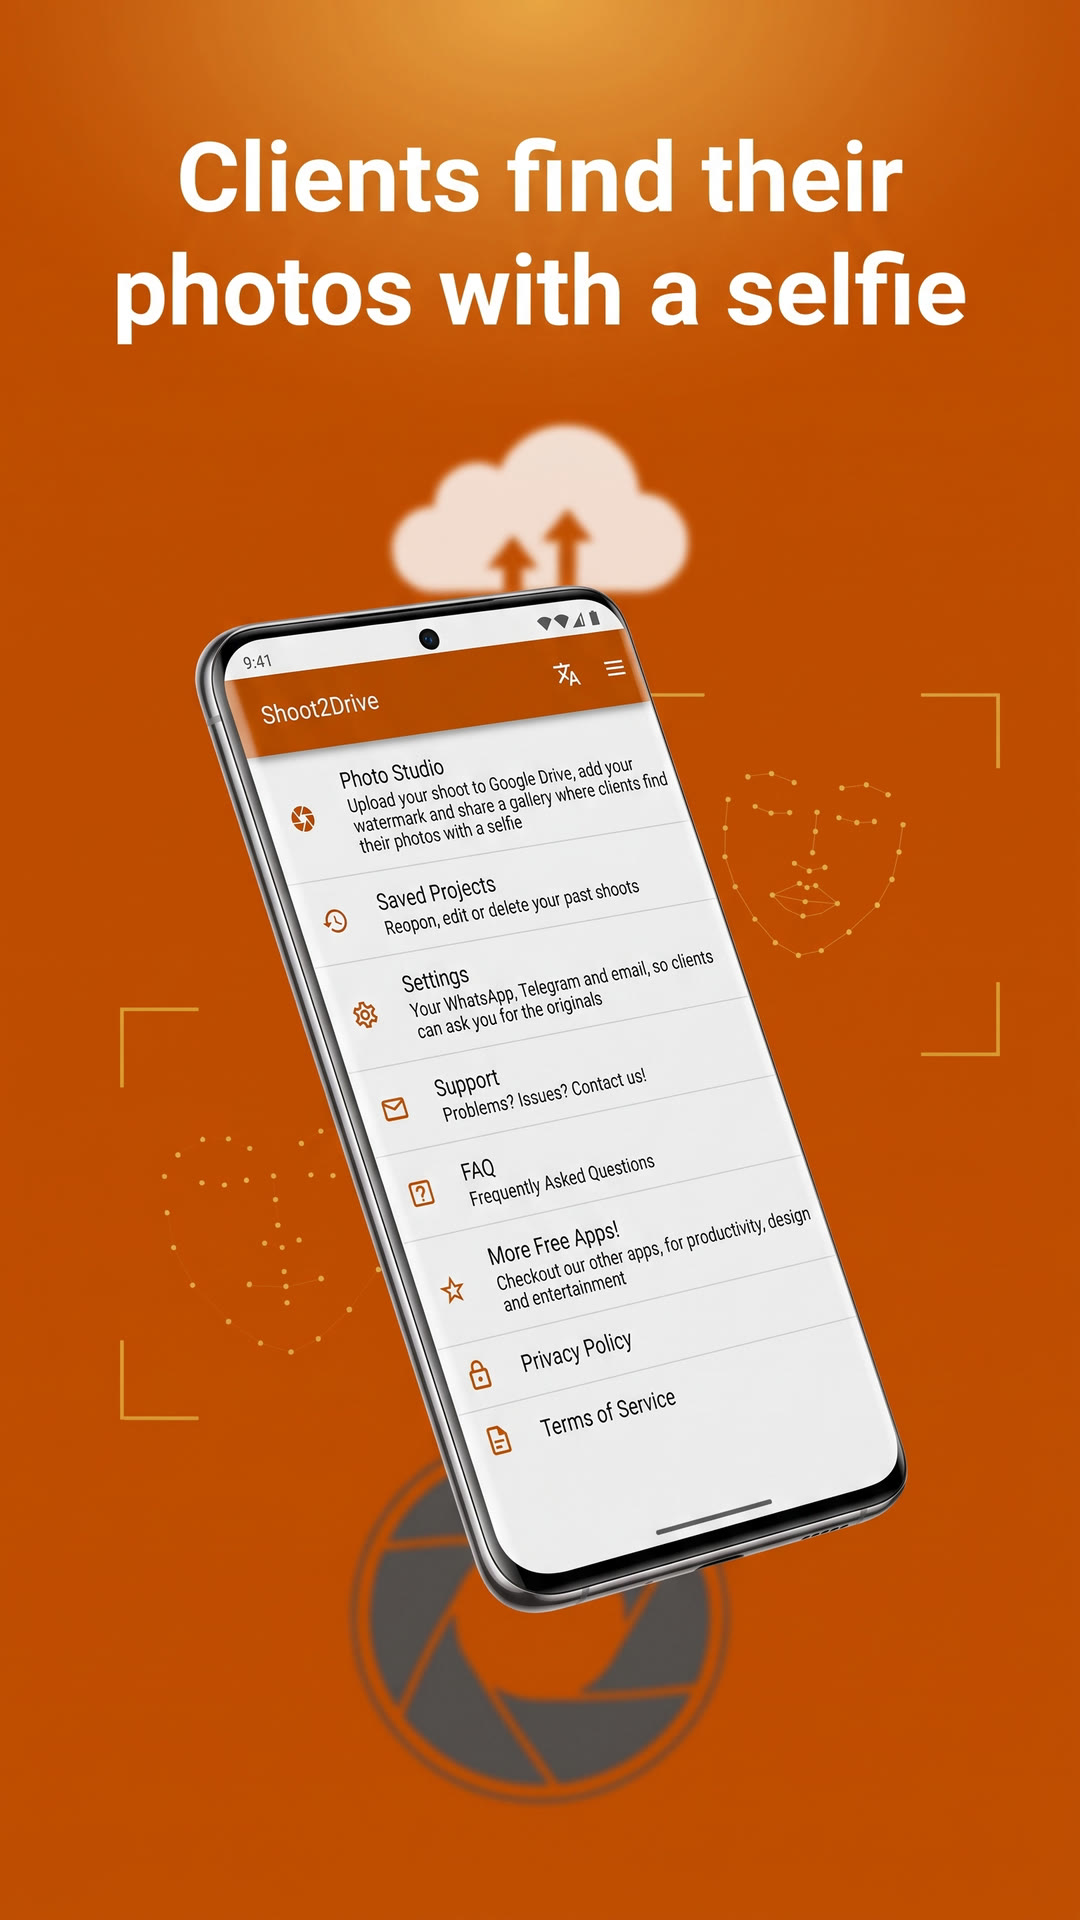 Clients find their
photos with a selfie
9:41
Shoot2Drive
Photo Studio
Upload your shoot to Google Drive, add your
watermark and share a gallery where clients find
their photos with a selfie
Saved Projects
Reopon, edit or delete your past shoots
Settings
Your WhatsApp, Telegram and email, so clients
can ask you for the originals
Support
Problems? Issues? Contact us!
FAQ
Frequently Asked Questions
More Free Apps!
Checkout our other apps, for productivity, design
and entertainment
Privacy Policy
Terms of Service